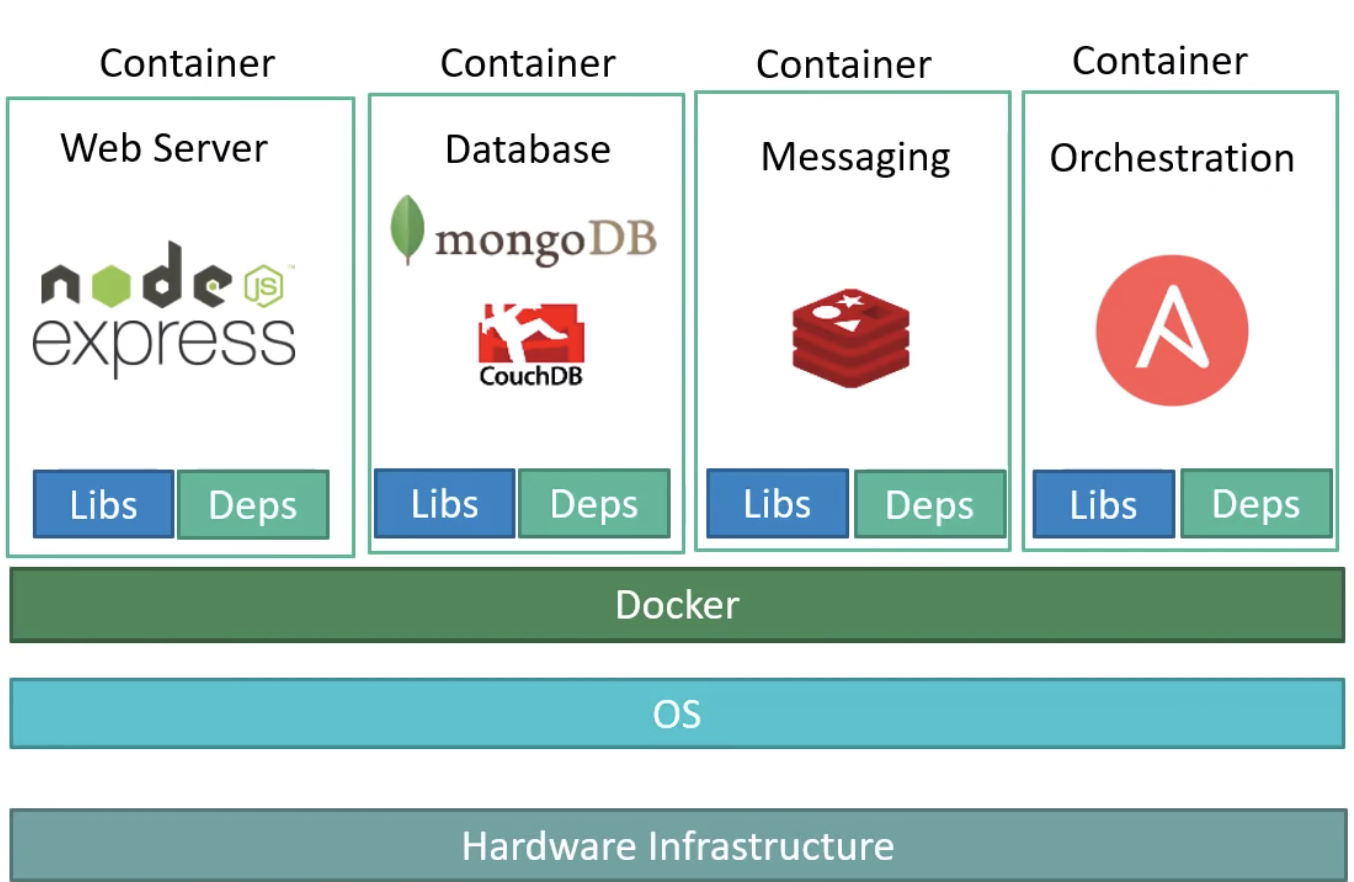 Container Container Container Container
Web Server Database Messaging Orchestration
mongoDB
node JS ™
express
CouchDB
Libs Deps Libs Deps Libs Deps Libs Deps
Docker
OS
Hardware Infrastructure